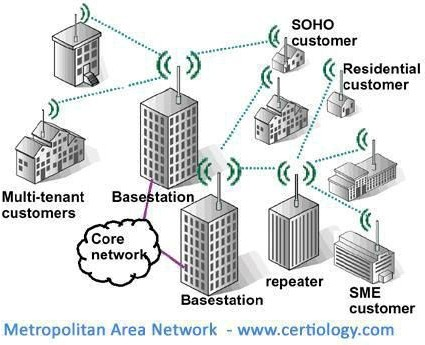 SOHO
customer
Residential
customer
Multi-tenant
customers
Basestation
Core
network
Basestation
repeater
SME
customer
Metropolitan Area Network - www.certiology.com